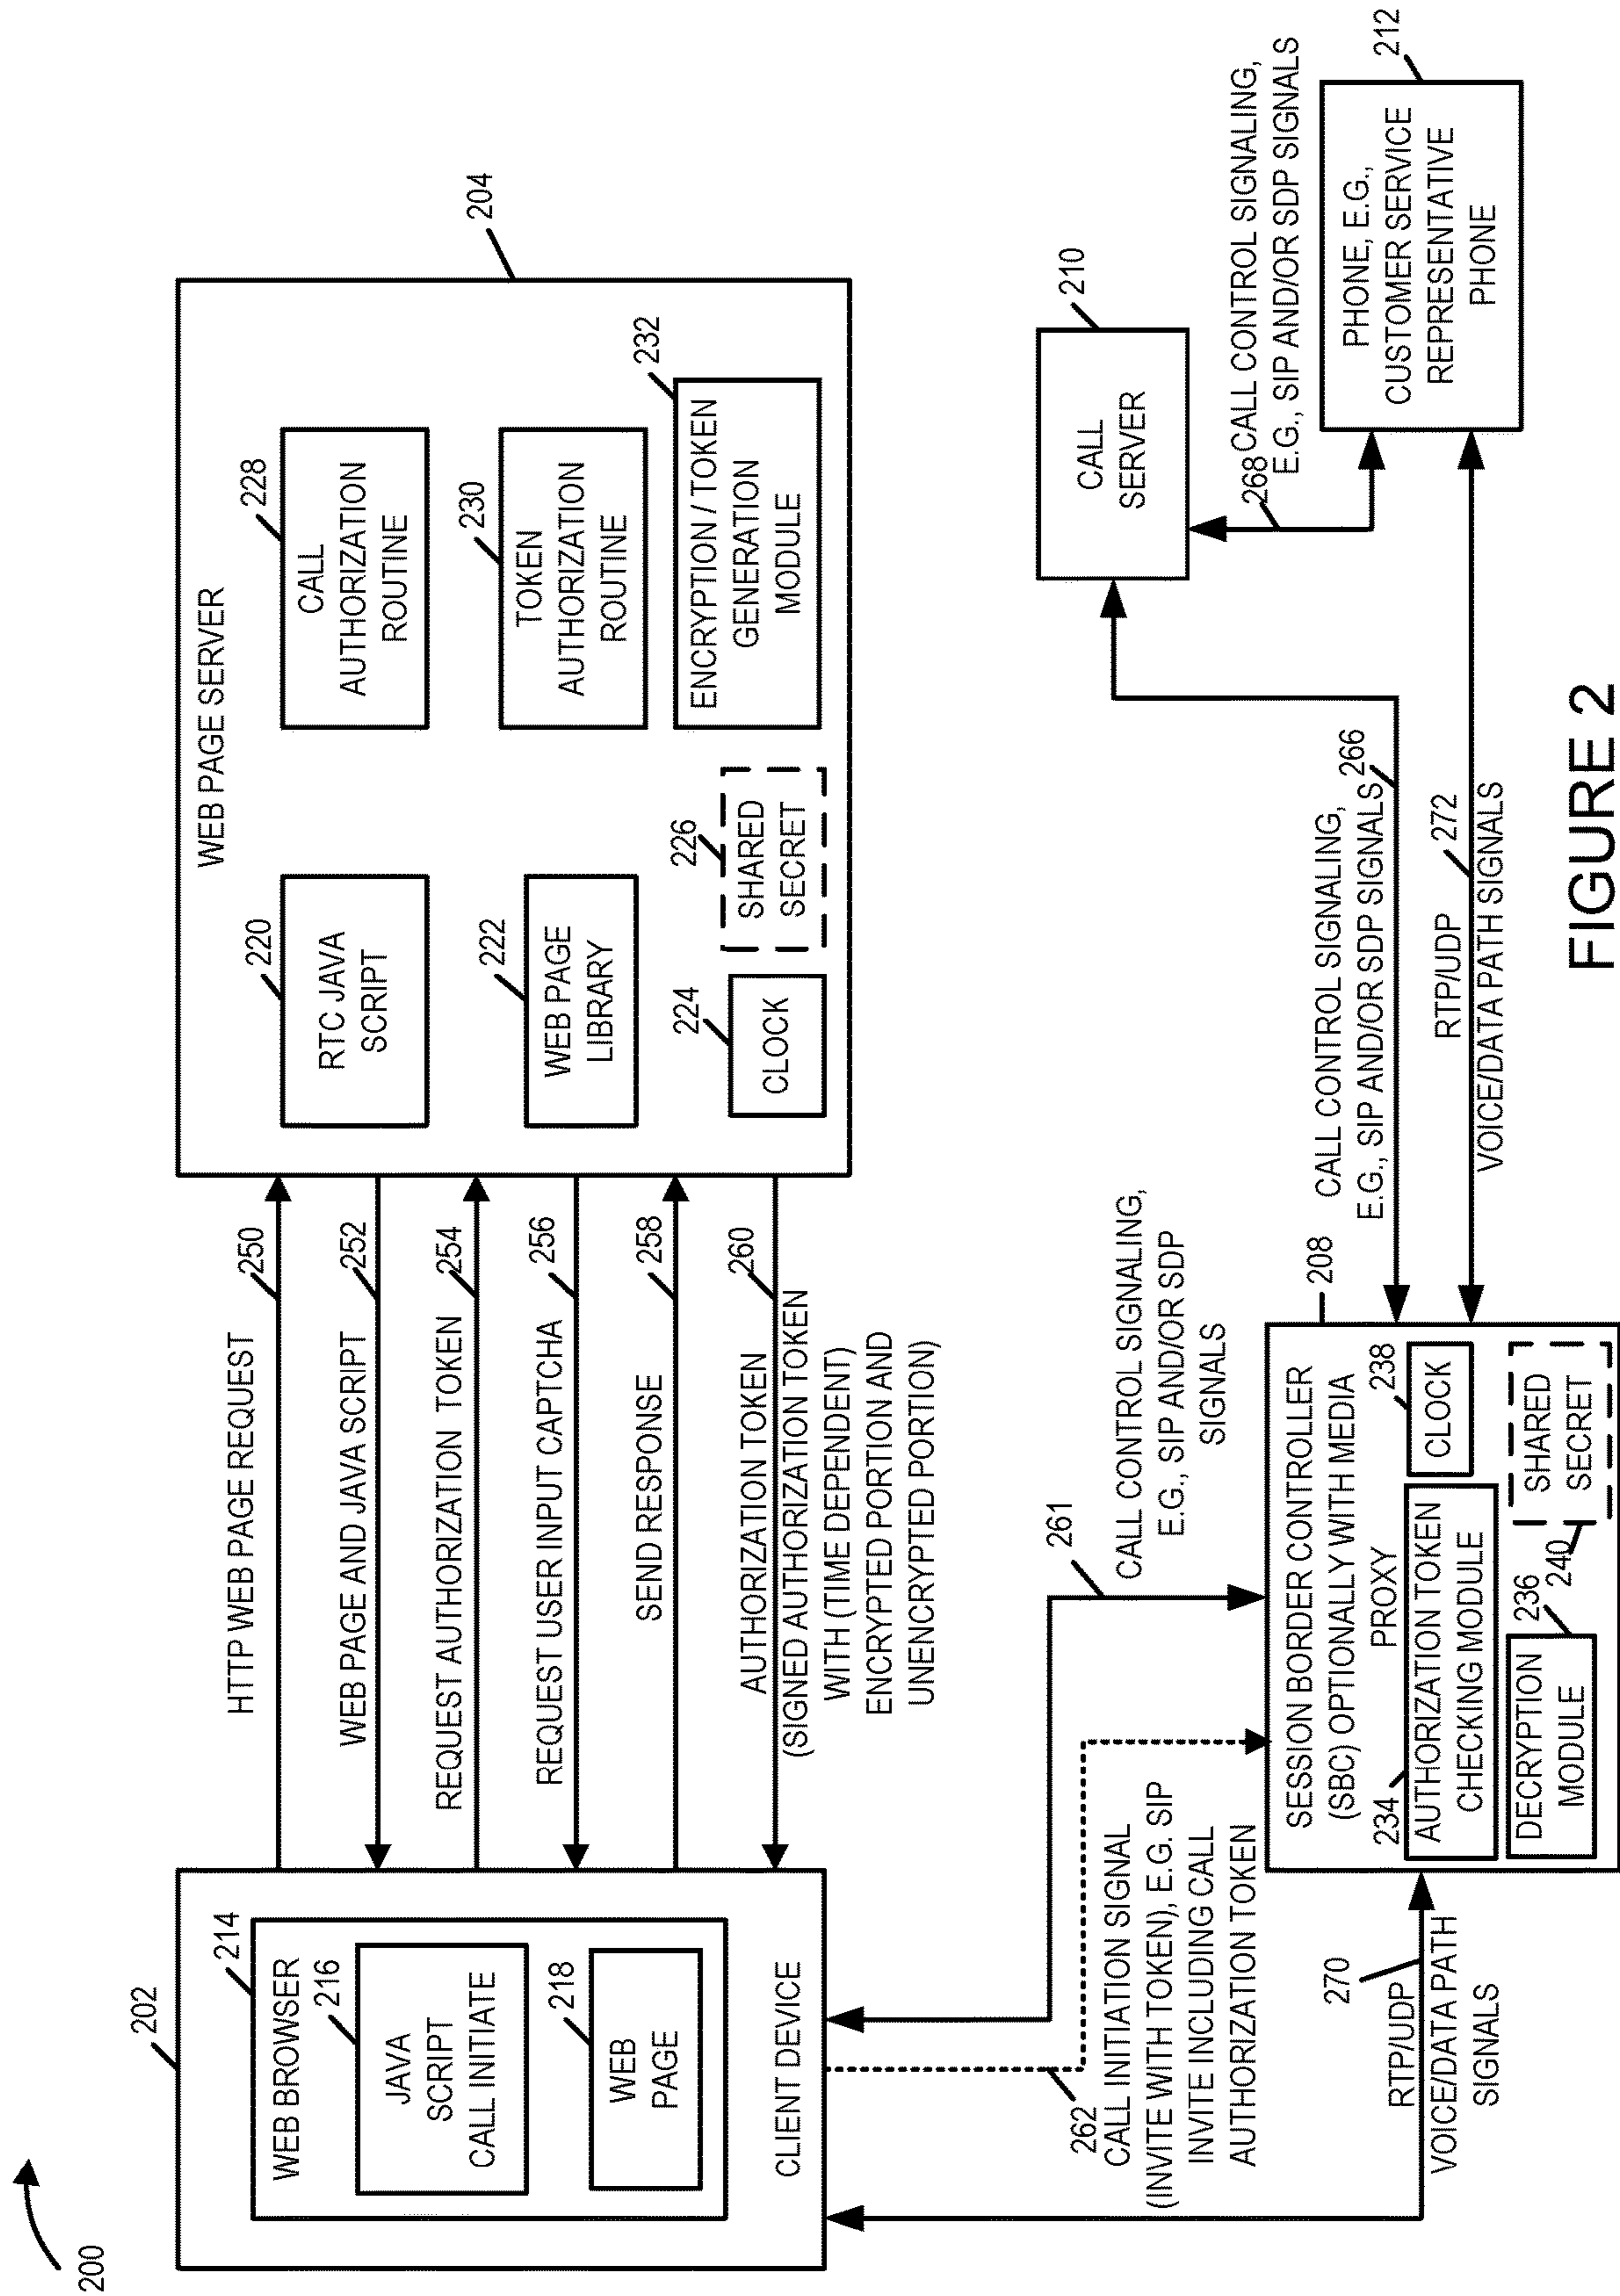 200
202
WEB BROWSER
214
216
JAVA
SCRIPT
CALL INITIATE
218
WEB
PAGE
CLIENT DEVICE
HTTP WEB PAGE REQUEST
250
WEB PAGE AND JAVA SCRIPT
252
REQUEST AUTHORIZATION TOKEN
254
REQUEST USER INPUT CAPTCHA
256
SEND RESPONSE
258
AUTHORIZATION TOKEN
(SIGNED AUTHORIZATION TOKEN
WITH (TIME DEPENDENT)
ENCRYPTED PORTION AND
UNENCRYPTED PORTION)
260
WEB PAGE SERVER
204
220
RTC JAVA
SCRIPT
228
CALL
AUTHORIZATION
ROUTINE
222
WEB PAGE
LIBRARY
230
TOKEN
AUTHORIZATION
ROUTINE
224
CLOCK
226
SHARED
SECRET
232
ENCRYPTION / TOKEN
GENERATION
MODULE
261
CALL CONTROL SIGNALING,
E.G., SIP AND/OR SDP
SIGNALS
262
CALL INITIATION SIGNAL
(INVITE WITH TOKEN), E.G. SIP
INVITE INCLUDING CALL
AUTHORIZATION TOKEN
270
RTP/UDP
VOICE/DATA PATH
SIGNALS
208
SESSION BORDER CONTROLLER
(SBC) OPTIONALLY WITH MEDIA
PROXY
234
AUTHORIZATION TOKEN
CHECKING MODULE
238
CLOCK
236
DECRYPTION
MODULE
240
SHARED
SECRET
CALL CONTROL SIGNALING,
E.G., SIP AND/OR SDP SIGNALS
266
RTP/UDP
272
VOICE/DATA PATH SIGNALS
210
CALL
SERVER
268
CALL CONTROL SIGNALING,
E.G., SIP AND/OR SDP SIGNALS
212
PHONE, E.G.,
CUSTOMER SERVICE
REPRESENTATIVE
PHONE
FIGURE 2